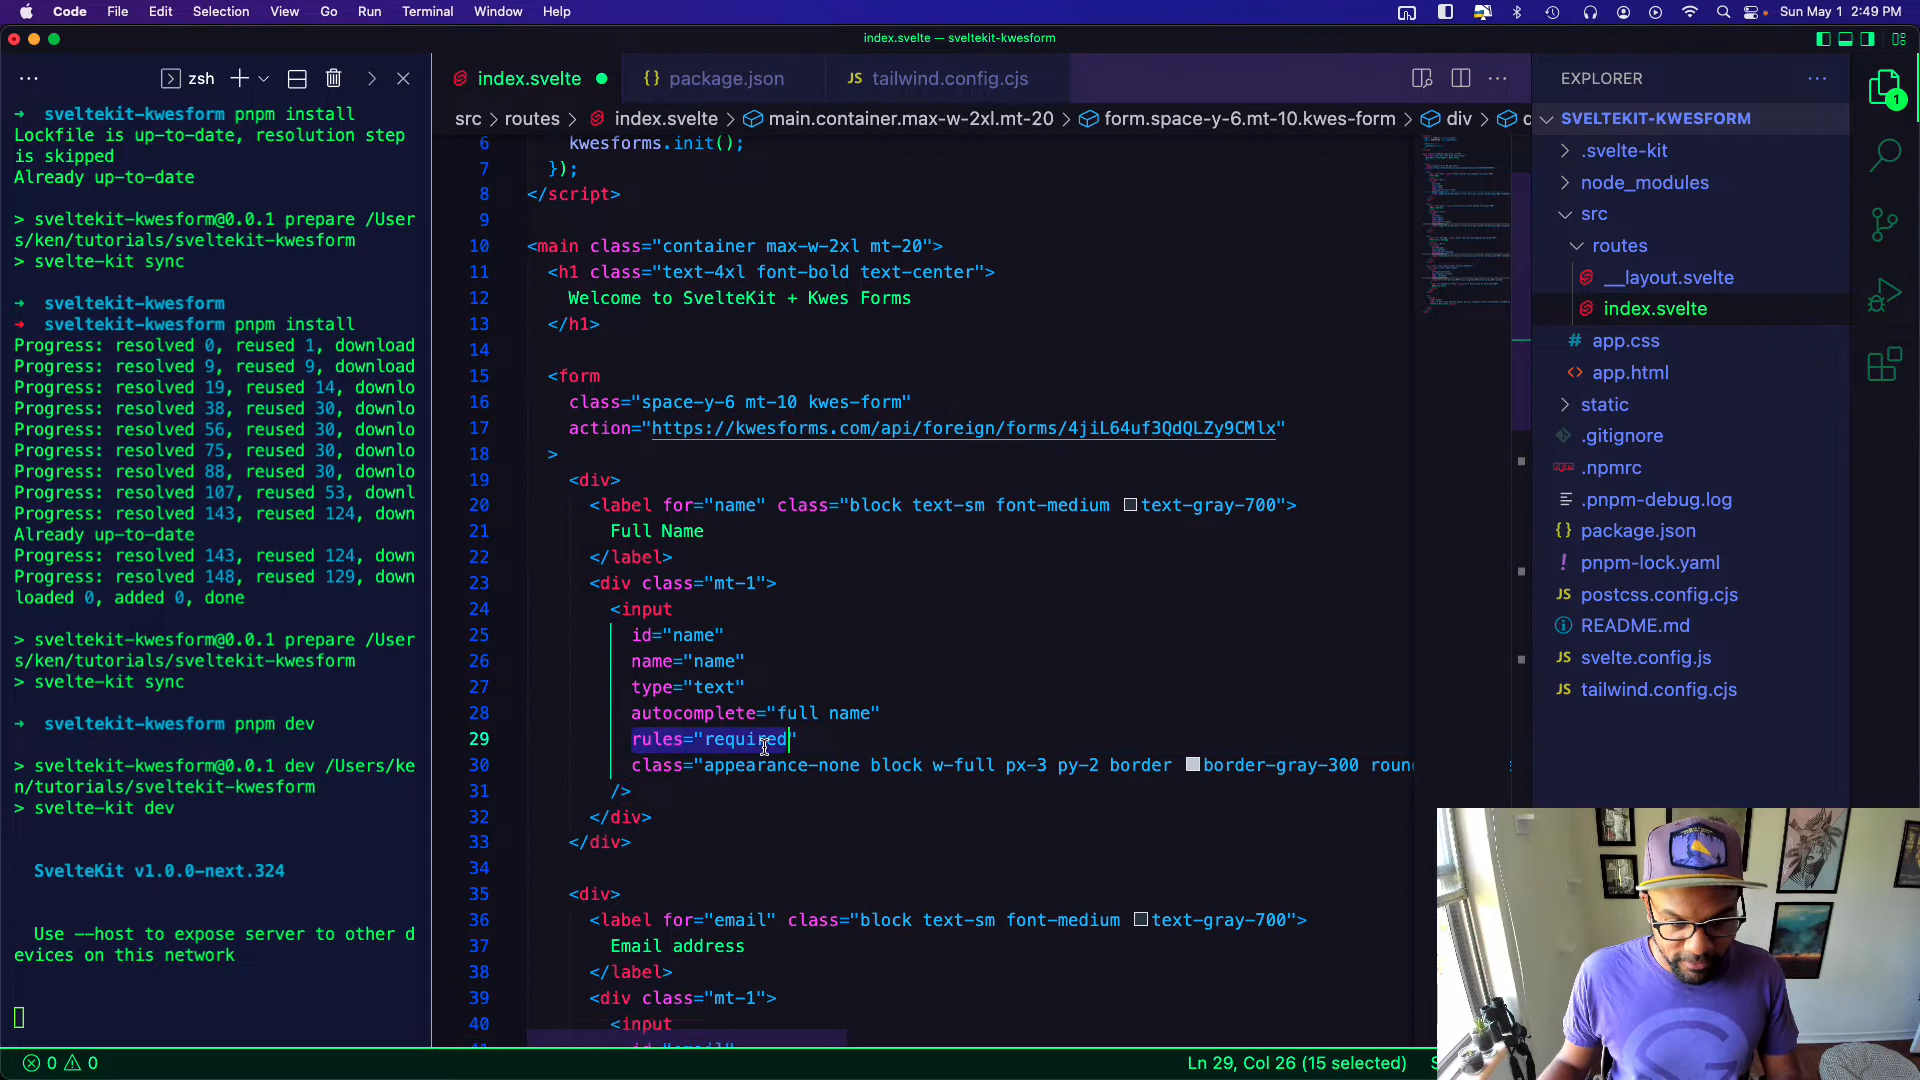 Code File Edit Selection View Go Run Terminal Window Help Sun May 1 2:49 PM
index.svelte — sveltekit-kwesform
zsh
➜ sveltekit-kwesform pnpm install
Lockfile is up-to-date, resolution step
is skipped
Already up-to-date
> sveltekit-kwesform@0.0.1 prepare /User
s/ken/tutorials/sveltekit-kwesform
> svelte-kit sync
➜ sveltekit-kwesform
➜ sveltekit-kwesform pnpm install
Progress: resolved 0, reused 1, download
Progress: resolved 9, reused 9, download
Progress: resolved 19, reused 14, downlo
Progress: resolved 38, reused 30, downlo
Progress: resolved 56, reused 30, downlo
Progress: resolved 75, reused 30, downlo
Progress: resolved 88, reused 30, downlo
Progress: resolved 107, reused 53, downl
Progress: resolved 143, reused 124, down
Already up-to-date
Progress: resolved 143, reused 124, down
Progress: resolved 148, reused 129, down
loaded 0, added 0, done
> sveltekit-kwesform@0.0.1 prepare /User
s/ken/tutorials/sveltekit-kwesform
> svelte-kit sync
➜ sveltekit-kwesform pnpm dev
> sveltekit-kwesform@0.0.1 dev /Users/ke
n/tutorials/sveltekit-kwesform
> svelte-kit dev
SvelteKit v1.0.0-next.324
Use --host to expose server to other d
evices on this network
index.svelte package.json tailwind.config.cjs
src > routes > index.svelte > main.container.max-w-2xl.mt-20 > form.space-y-6.mt-10.kwes-form > div >
6 kwesforms.init();
7 });
8 </script>
9
10 <main class="container max-w-2xl mt-20">
11 <h1 class="text-4xl font-bold text-center">
12 Welcome to SvelteKit + Kwes Forms
13 </h1>
14
15 <form
16 class="space-y-6 mt-10 kwes-form"
17 action="https://kwesforms.com/api/foreign/forms/4jiL64uf3QdQLZy9CMlx"
18 >
19 <div>
20 <label for="name" class="block text-sm font-medium text-gray-700">
21 Full Name
22 </label>
23 <div class="mt-1">
24 <input
25 id="name"
26 name="name"
27 type="text"
28 autocomplete="full name"
29 rules="required"
30 class="appearance-none block w-full px-3 py-2 border border-gray-300 roun
31 />
32 </div>
33 </div>
34
35 <div>
36 <label for="email" class="block text-sm font-medium text-gray-700">
37 Email address
38 </label>
39 <div class="mt-1">
40 <input
EXPLORER
SVELTEKIT-KWESFORM
.svelte-kit
node_modules
src
routes
__layout.svelte
index.svelte
app.css
app.html
static
.gitignore
.npmrc
.pnpm-debug.log
package.json
pnpm-lock.yaml
postcss.config.cjs
README.md
svelte.config.js
tailwind.config.cjs
1
0 0 Ln 29, Col 26 (15 selected)